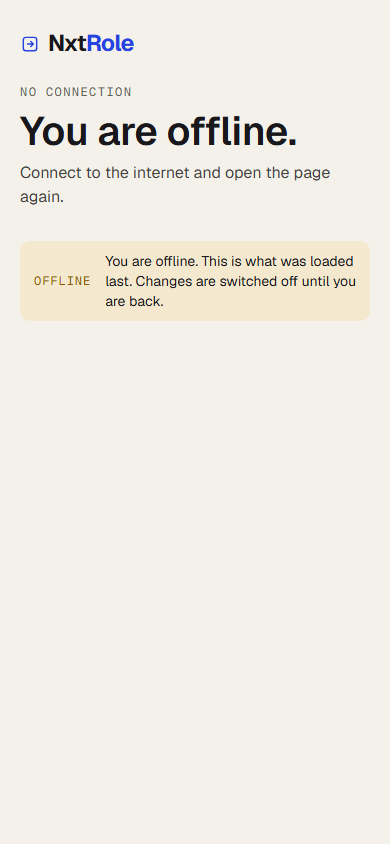 NxtRole
NO CONNECTION
You are offline.
Connect to the internet and open the page
again.
OFFLINE
You are offline. This is what was loaded
last. Changes are switched off until you
are back.